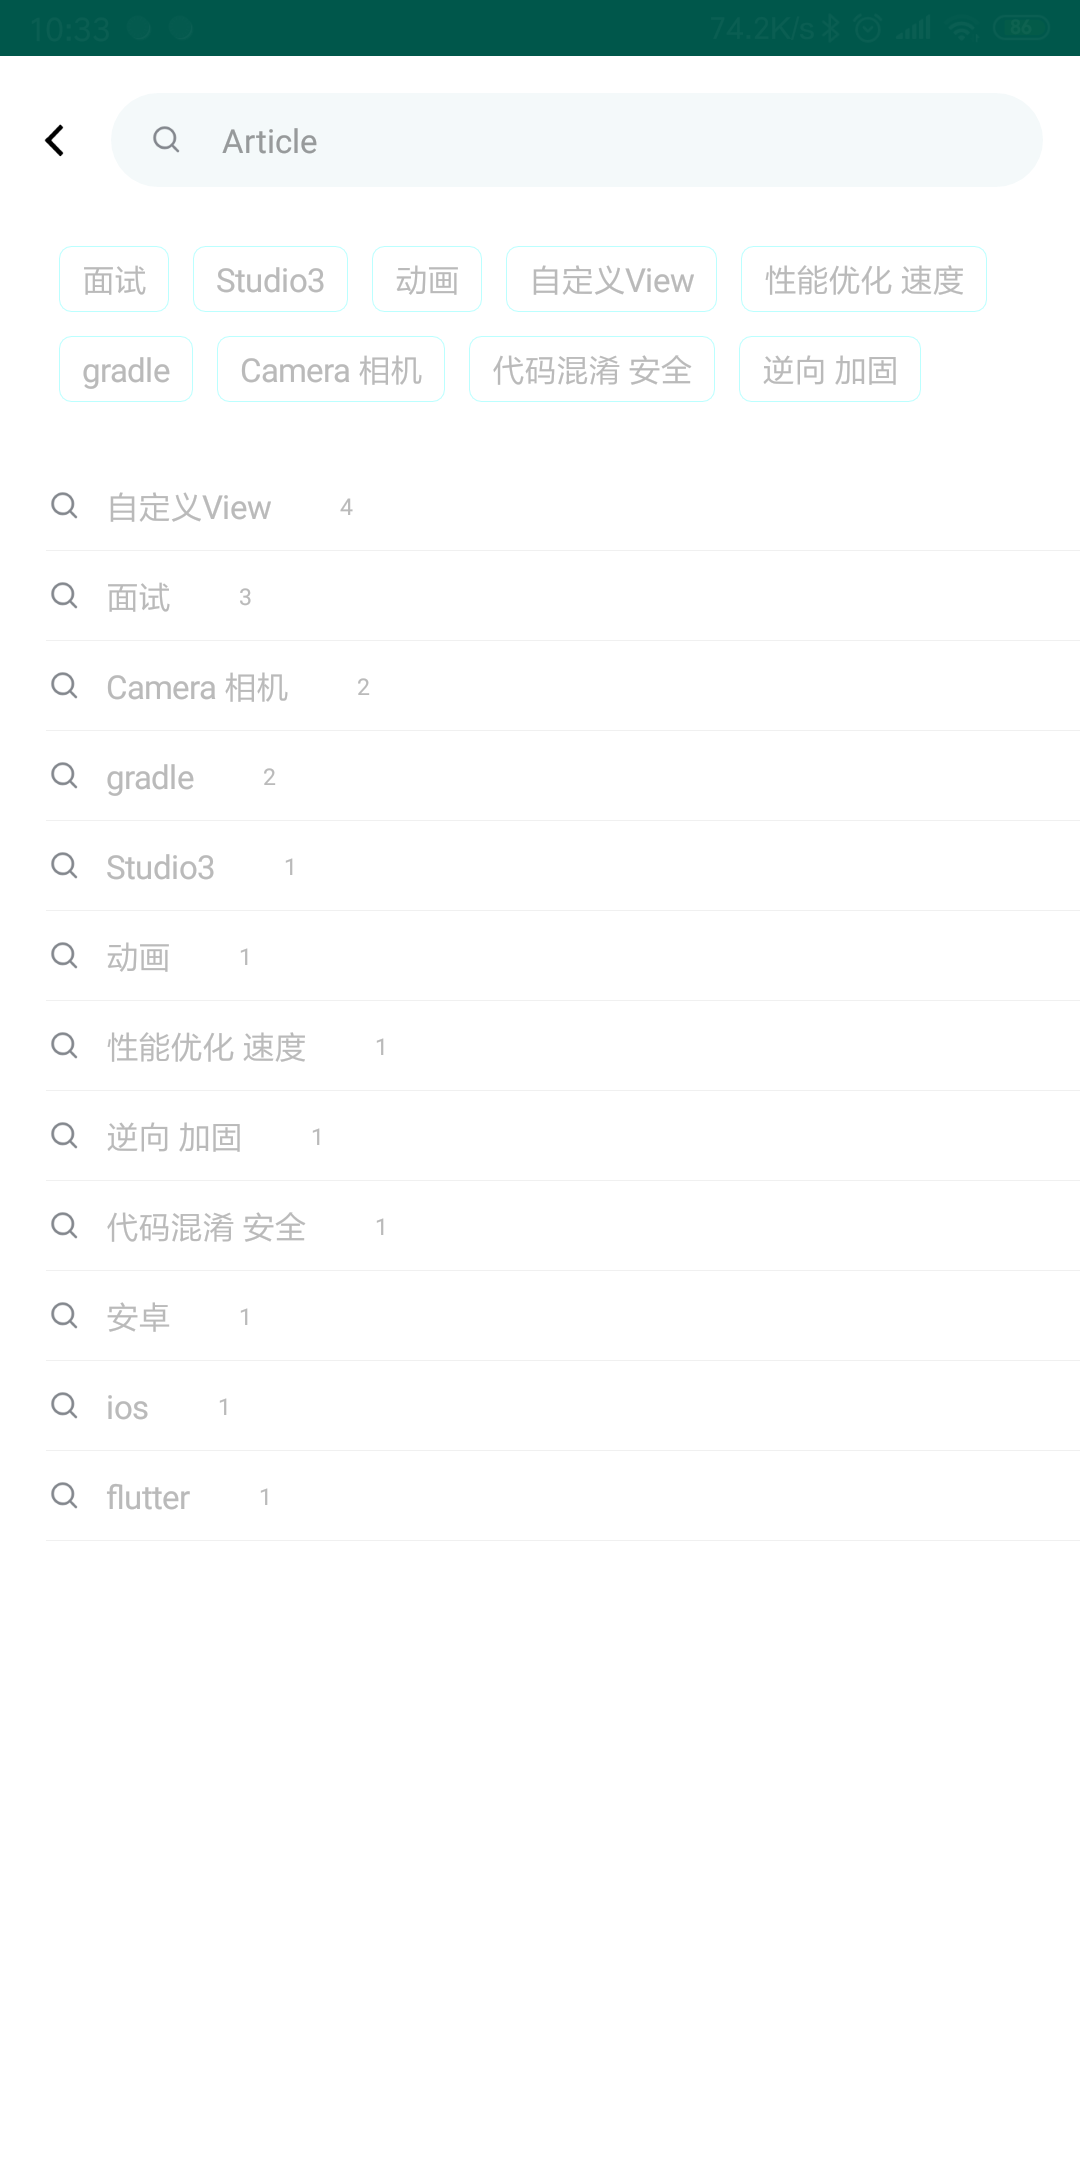 10:33 74.2K/s 86
Article
面试 Studio3 动画 自定义View 性能优化 速度
gradle Camera 相机 代码混淆 安全 逆向 加固
自定义View 4
面试 3
Camera 相机 2
gradle 2
Studio3 1
动画 1
性能优化 速度 1
逆向 加固 1
代码混淆 安全 1
安卓 1
ios 1
flutter 1